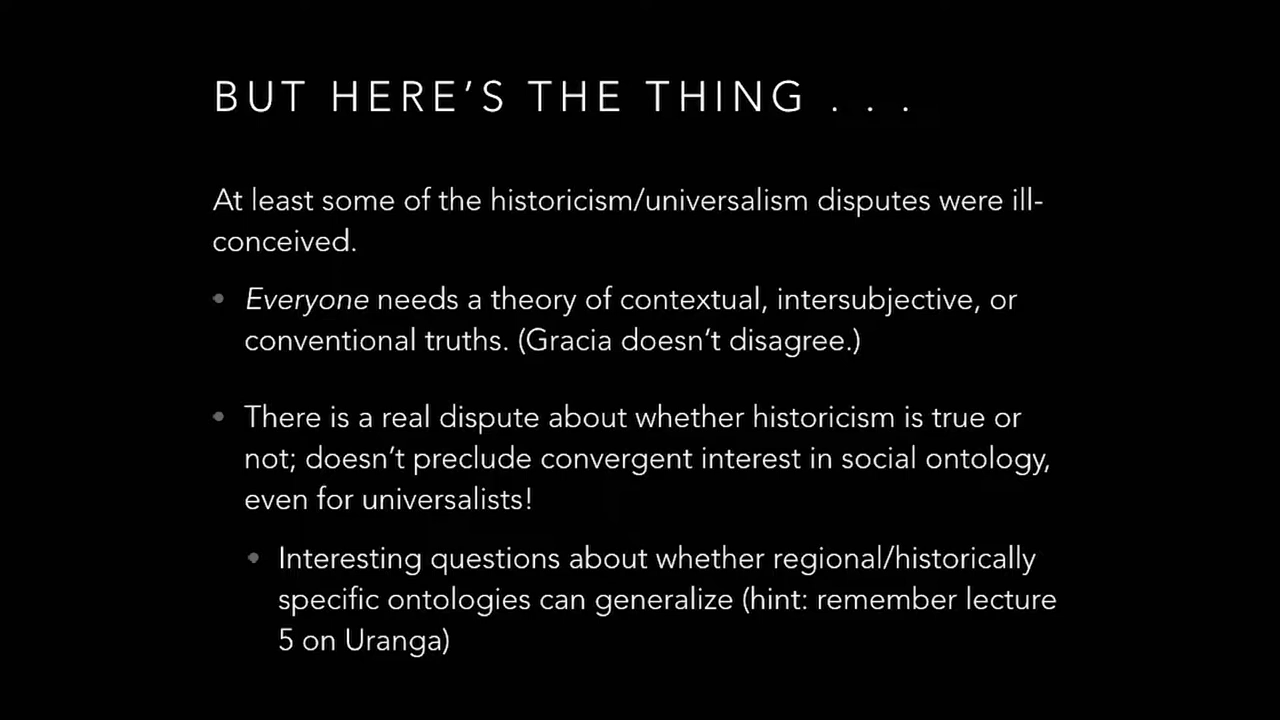 BUT HERE’S THE THING . . .
At least some of the historicism/universalism disputes were ill-
conceived.
• Everyone needs a theory of contextual, intersubjective, or
conventional truths. (Gracia doesn’t disagree.)
• There is a real dispute about whether historicism is true or
not; doesn’t preclude convergent interest in social ontology,
even for universalists!
• Interesting questions about whether regional/historically
specific ontologies can generalize (hint: remember lecture
5 on Uranga)